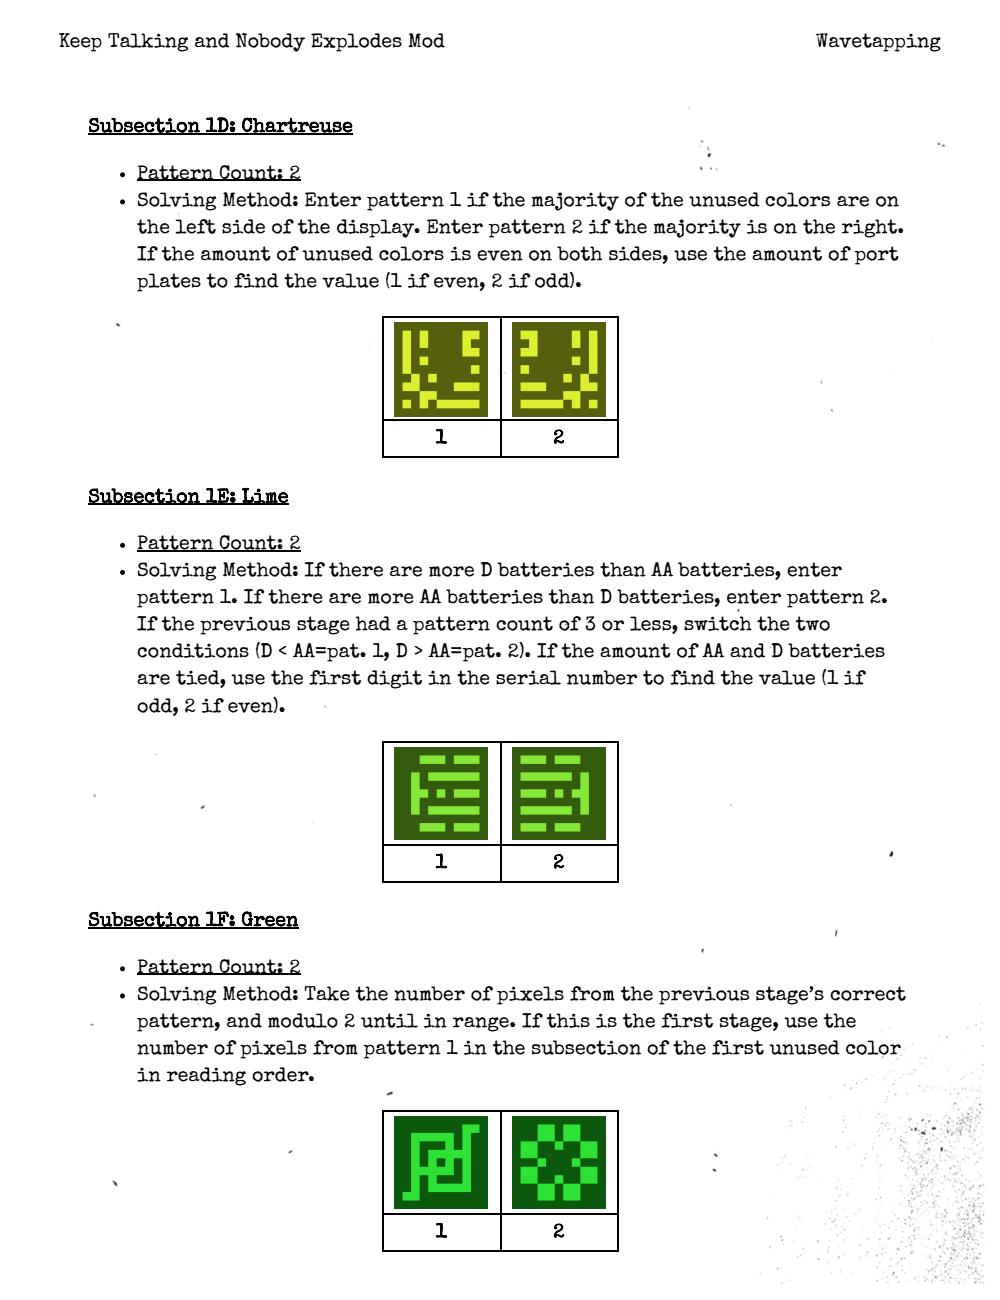 Keep Talking and Nobody Explodes Mod
Wavetapping
Subsection 1D: Chartreuse
• Pattern Count: 2
• Solving Method: Enter pattern 1 if the majority of the unused colors are on
the left side of the display. Enter pattern 2 if the majority is on the right.
If the amount of unused colors is even on both sides, use the amount of port
plates to find the value (1 if even, 2 if odd).
1 2
Subsection 1E: Lime
• Pattern Count: 2
• Solving Method: If there are more D batteries than AA batteries, enter
pattern 1. If there are more AA batteries than D batteries, enter pattern 2.
If the previous stage had a pattern count of 3 or less, switch the two
conditions (D < AA=pat. 1, D > AA=pat. 2). If the amount of AA and D batteries
are tied, use the first digit in the serial number to find the value (1 if
odd, 2 if even).
1 2
Subsection 1F: Green
• Pattern Count: 2
• Solving Method: Take the number of pixels from the previous stage's correct
pattern, and modulo 2 until in range. If this is the first stage, use the
number of pixels from pattern 1 in the subsection of the first unused color
in reading order.
1 2